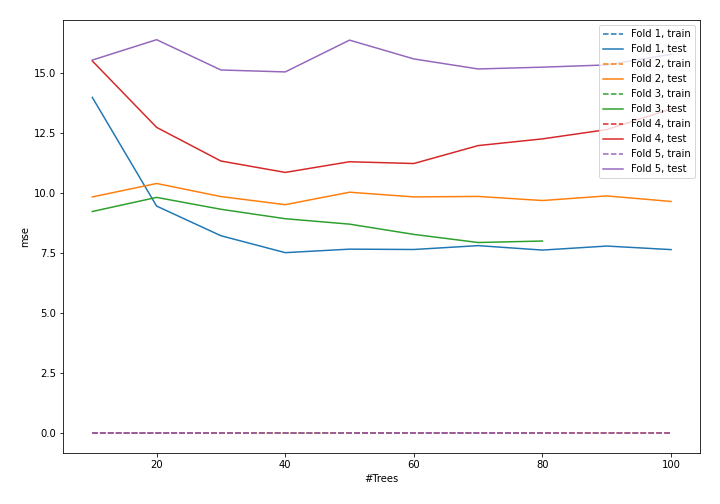 15.0
12.5
10.0
7.5
5.0
2.5
0.0
mse
20
40
60
80
100
#Trees
Fold 1, train
Fold 1, test
Fold 2, train
Fold 2, test
Fold 3, train
Fold 3, test
Fold 4, train
Fold 4, test
Fold 5, train
Fold 5, test